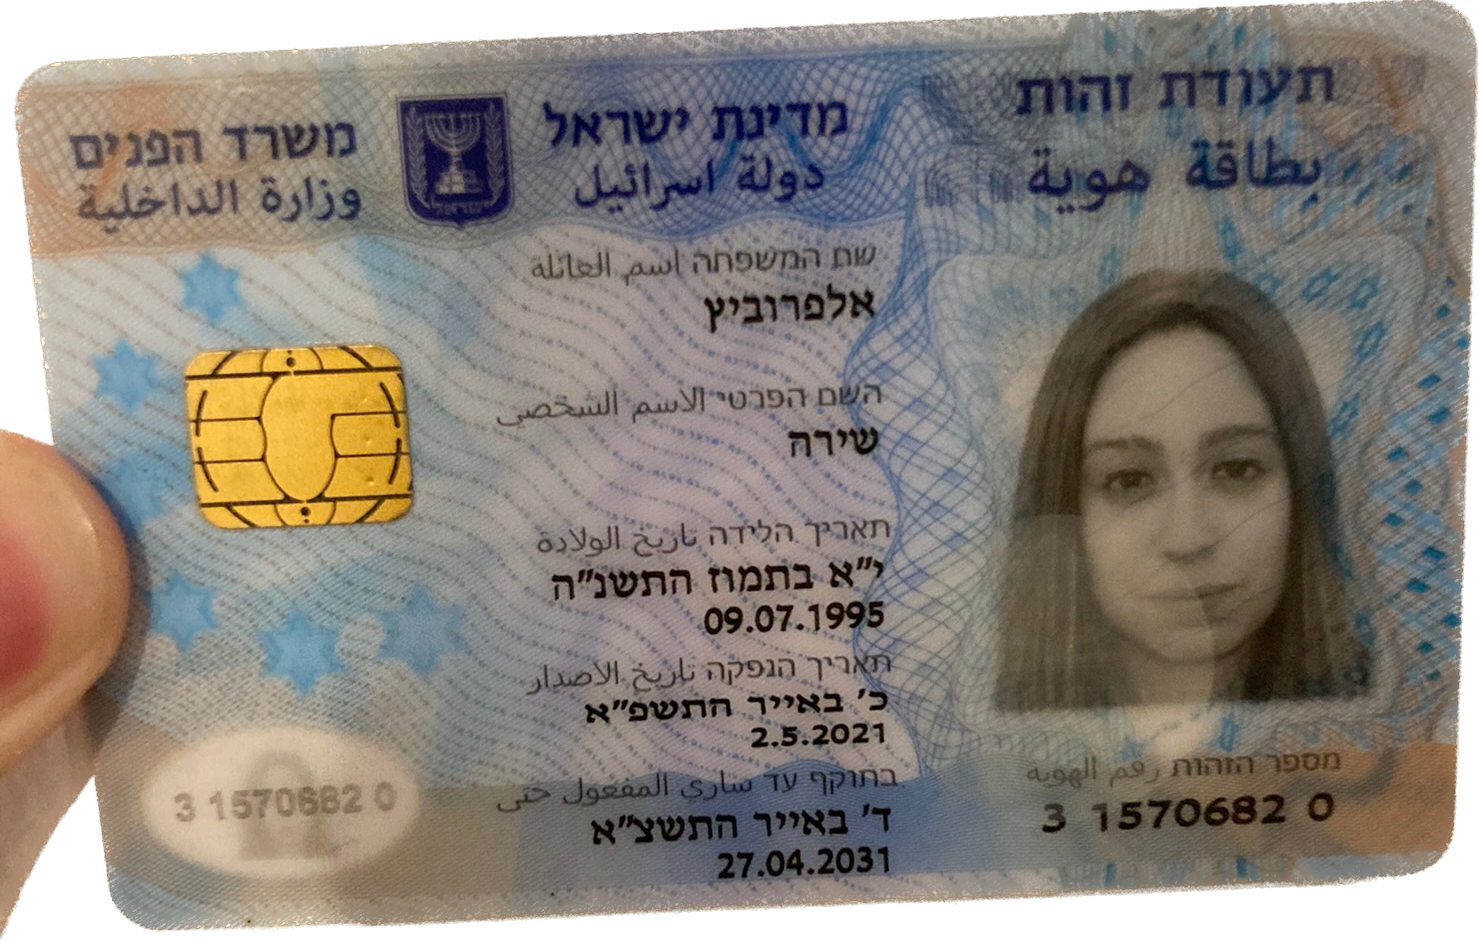 תעודת זהות
بطاقة هوية
מדינת ישראל
دولة اسرائيل
משרד הפנים
وزارة الداخلية
שם המשפחה اسم العائلة
אלפרוביץ
השם הפרטי الاسم الشخصي
שירה
תאריך הלידה تاريخ الولادة
י"א בתמוז התשנ"ה
09.07.1995
תאריך הנפקה تاريخ الاصدار
כ' באייר התשפ"א
2.5.2021
בתוקף עד ساري المفعول حتى
ד' באייר התשצ"א
27.04.2031
מספר הזהות رقم الهوية
3 1570682 0
3 1570682 0